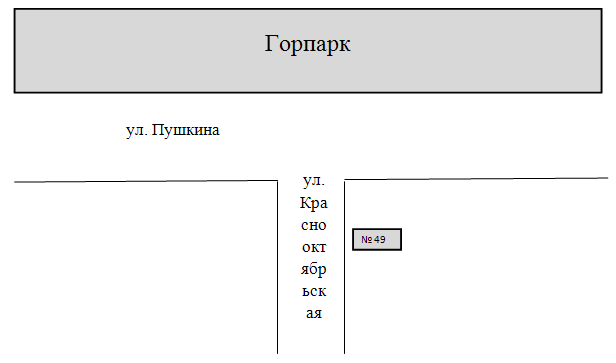 Горпарк
ул. Пушкина
ул.
Кра
сно
окт
ябр
ьск
ая
№49